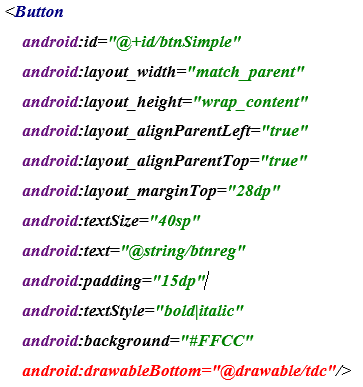 <Button
android:id="@+id/btnSimple"
android:layout_width="match_parent"
android:layout_height="wrap_content"
android:layout_alignParentLeft="true"
android:layout_alignParentTop="true"
android:layout_marginTop="28dp"
android:textSize="40sp"
android:text="@string/btnreg"
android:padding="15dp"
android:textStyle="bold|italic"
android:background="#FFCC"
android:drawableBottom="@drawable/tdc"/>